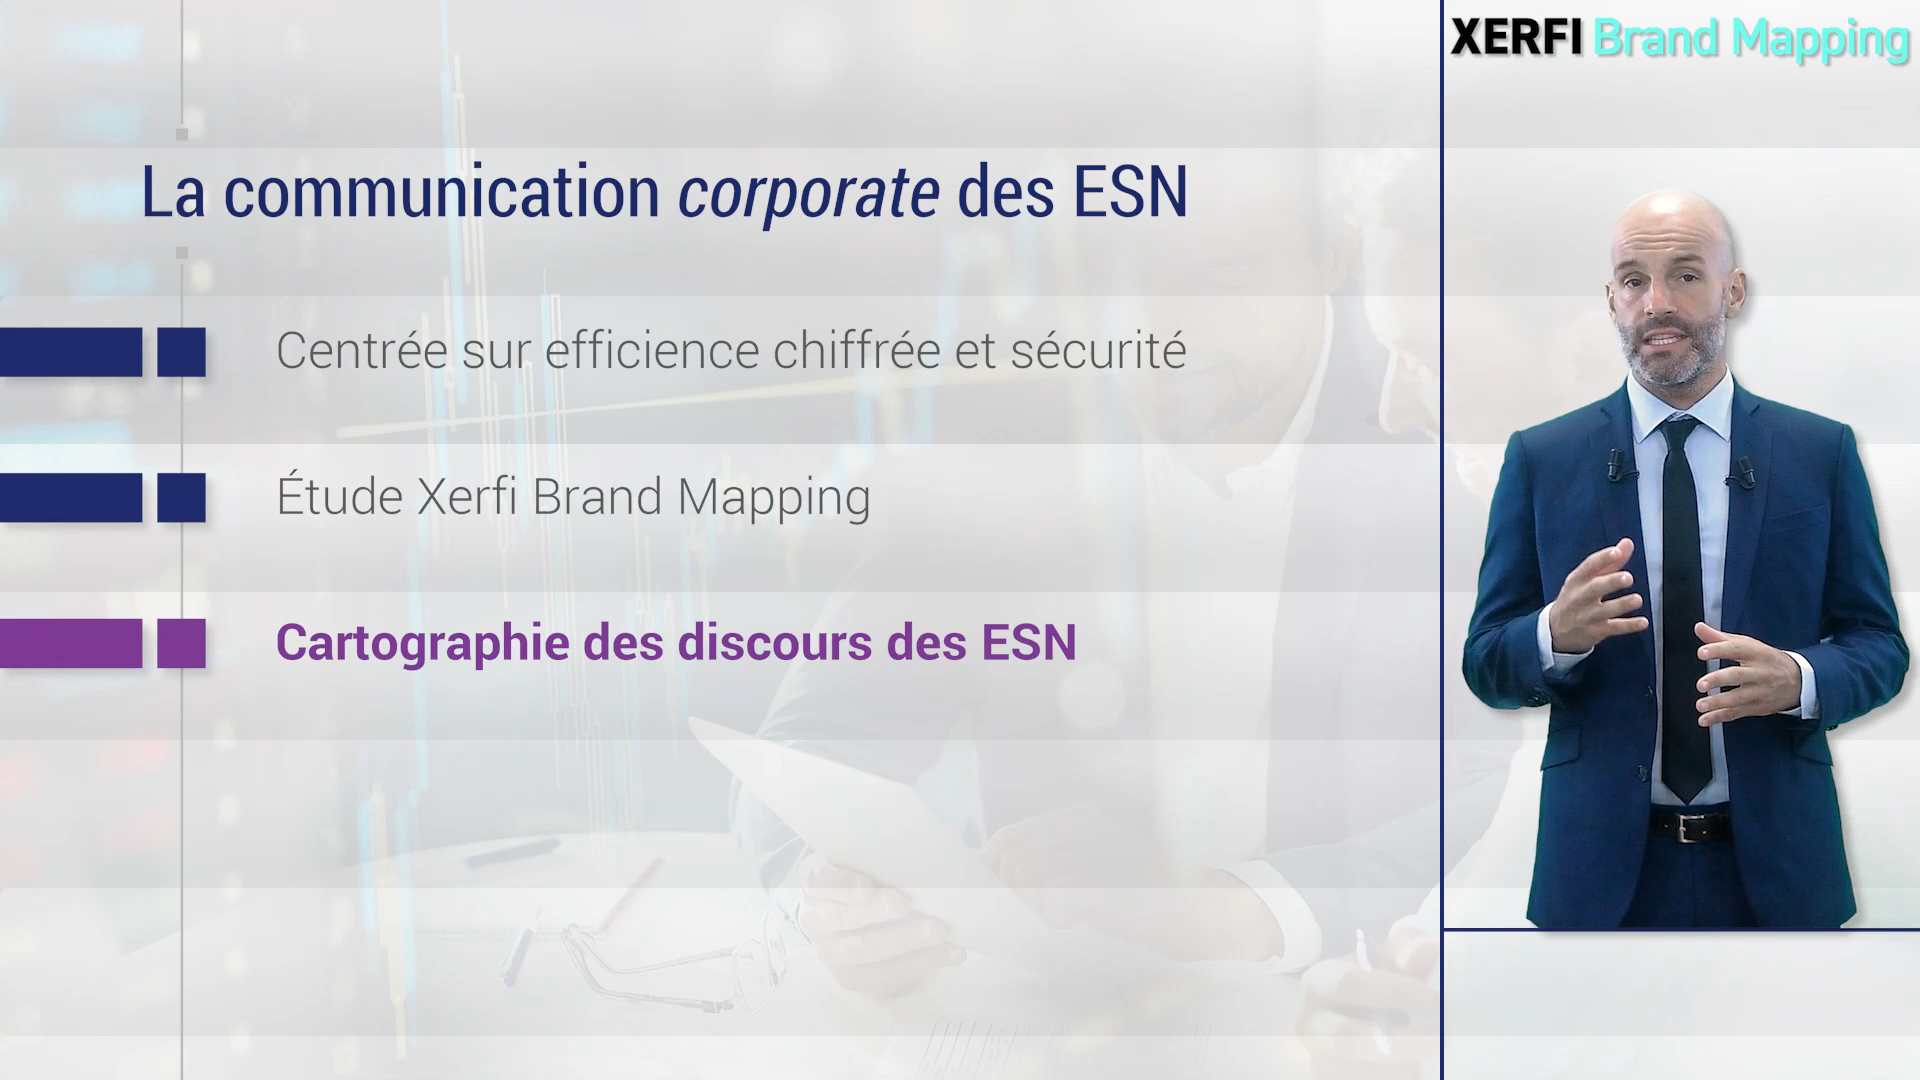 XERFI Brand Mapping
La communication corporate des ESN
Centrée sur efficience chiffrée et sécurité
Étude Xerfi Brand Mapping
Cartographie des discours des ESN